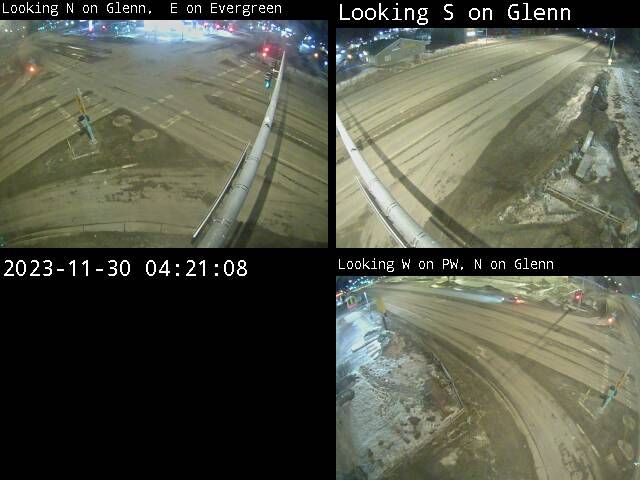 Looking N on Glenn, E on Evergreen
Looking S on Glenn
2023-11-30 04:21:08
Looking W on PW, N on Glenn